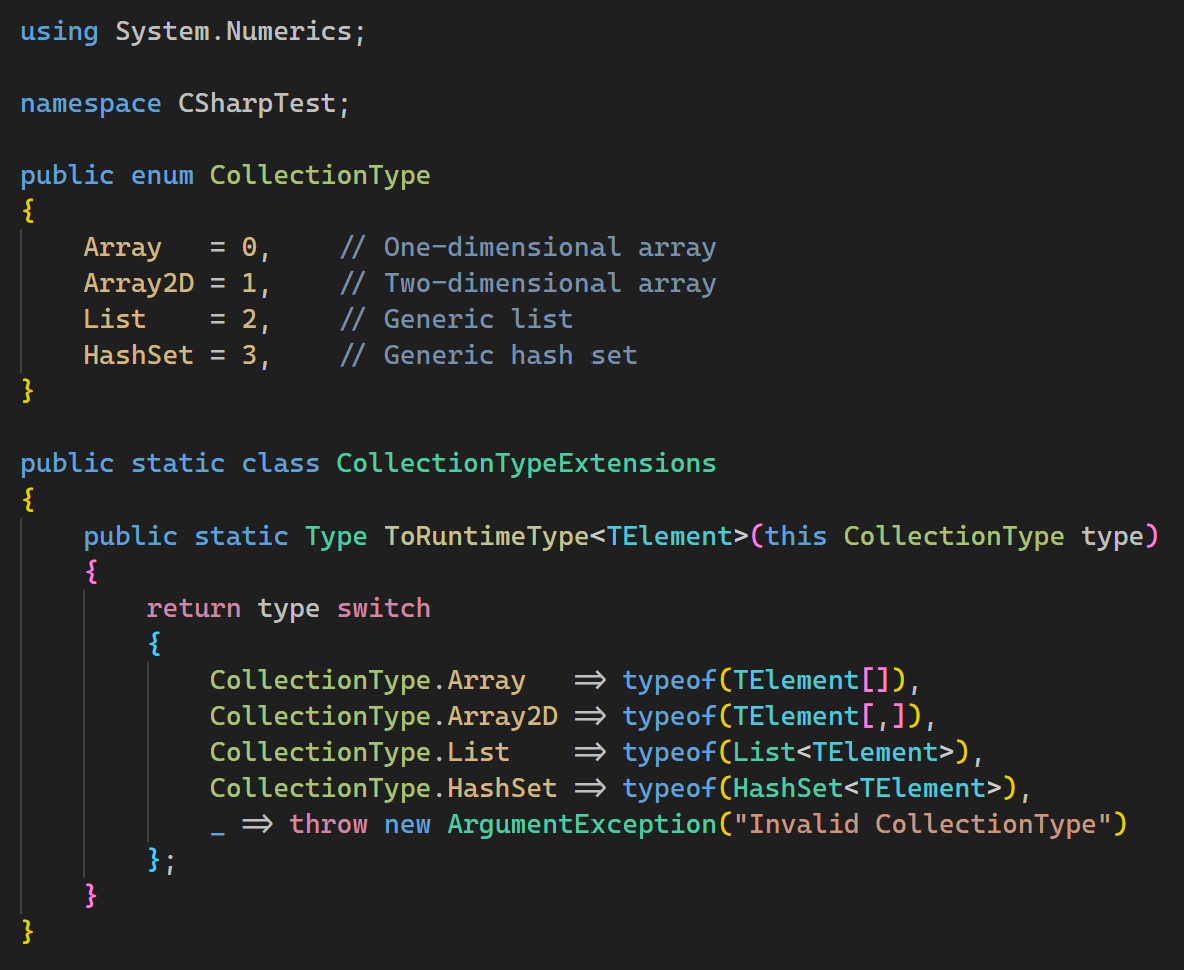 using System.Numerics;

namespace CSharpTest;

public enum CollectionType
{
    Array   = 0,    // One-dimensional array
    Array2D = 1,    // Two-dimensional array
    List    = 2,    // Generic list
    HashSet = 3,    // Generic hash set
}

public static class CollectionTypeExtensions
{
    public static Type ToRuntimeType<TElement>(this CollectionType type)
    {
        return type switch
        {
            CollectionType.Array   => typeof(TElement[]),
            CollectionType.Array2D => typeof(TElement[,]),
            CollectionType.List    => typeof(List<TElement>),
            CollectionType.HashSet => typeof(HashSet<TElement>),
            _ => throw new ArgumentException("Invalid CollectionType")
        };
    }
}